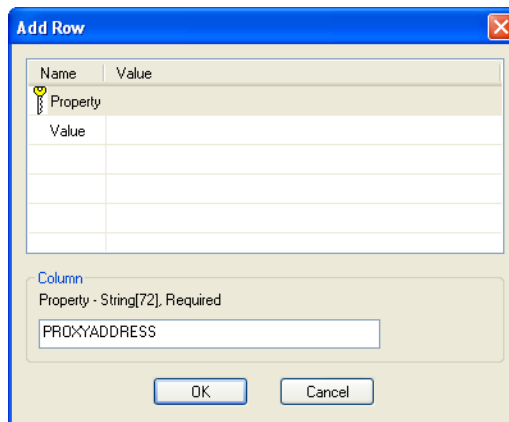 Add Row
Name Value
Property
Value
Column
Property - String[72], Required
PROXYADDRESS
OK Cancel